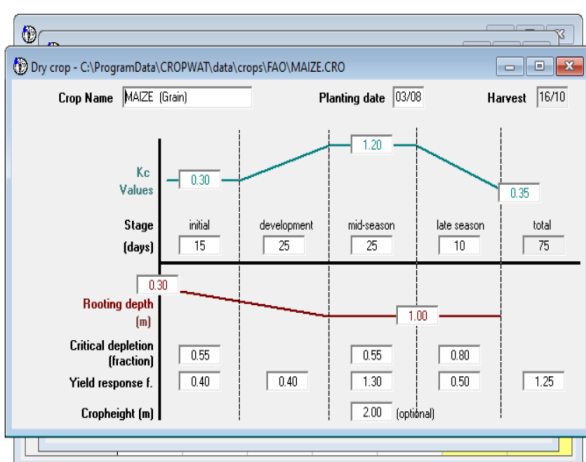 Dry crop - C:\ProgramData\CROPWAT\data\crops\FAO\MAIZE.CRO
Crop Name MAIZE (Grain) Planting date 03/08 Harvest 16/10
Kc Values 0.30 1.20 0.35
Stage initial development mid-season late season total
(days) 15 25 25 10 75
0.30
Rooting depth
(m) 1.00
Critical depletion
(fraction) 0.55 0.55 0.80
Yield response f. 0.40 0.40 1.30 0.50 1.25
Cropheight (m) 2.00 (optional)